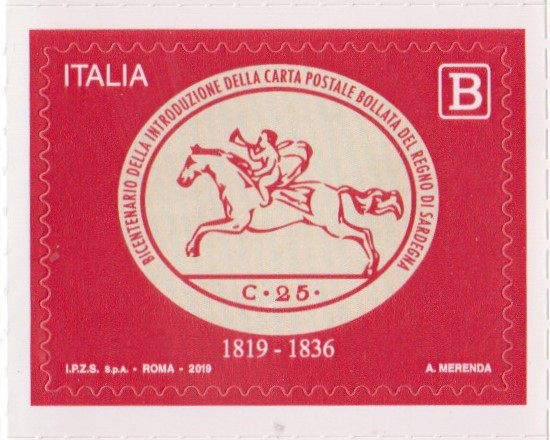 ITALIA
B
BICENTENARIO DELLA INTRODUZIONE DELLA CARTA POSTALE BOLLATA DEL REGNO DI SARDEGNA
C·25·
1819 - 1836
I.P.Z.S. S.p.A. - ROMA - 2019
A. MERENDA